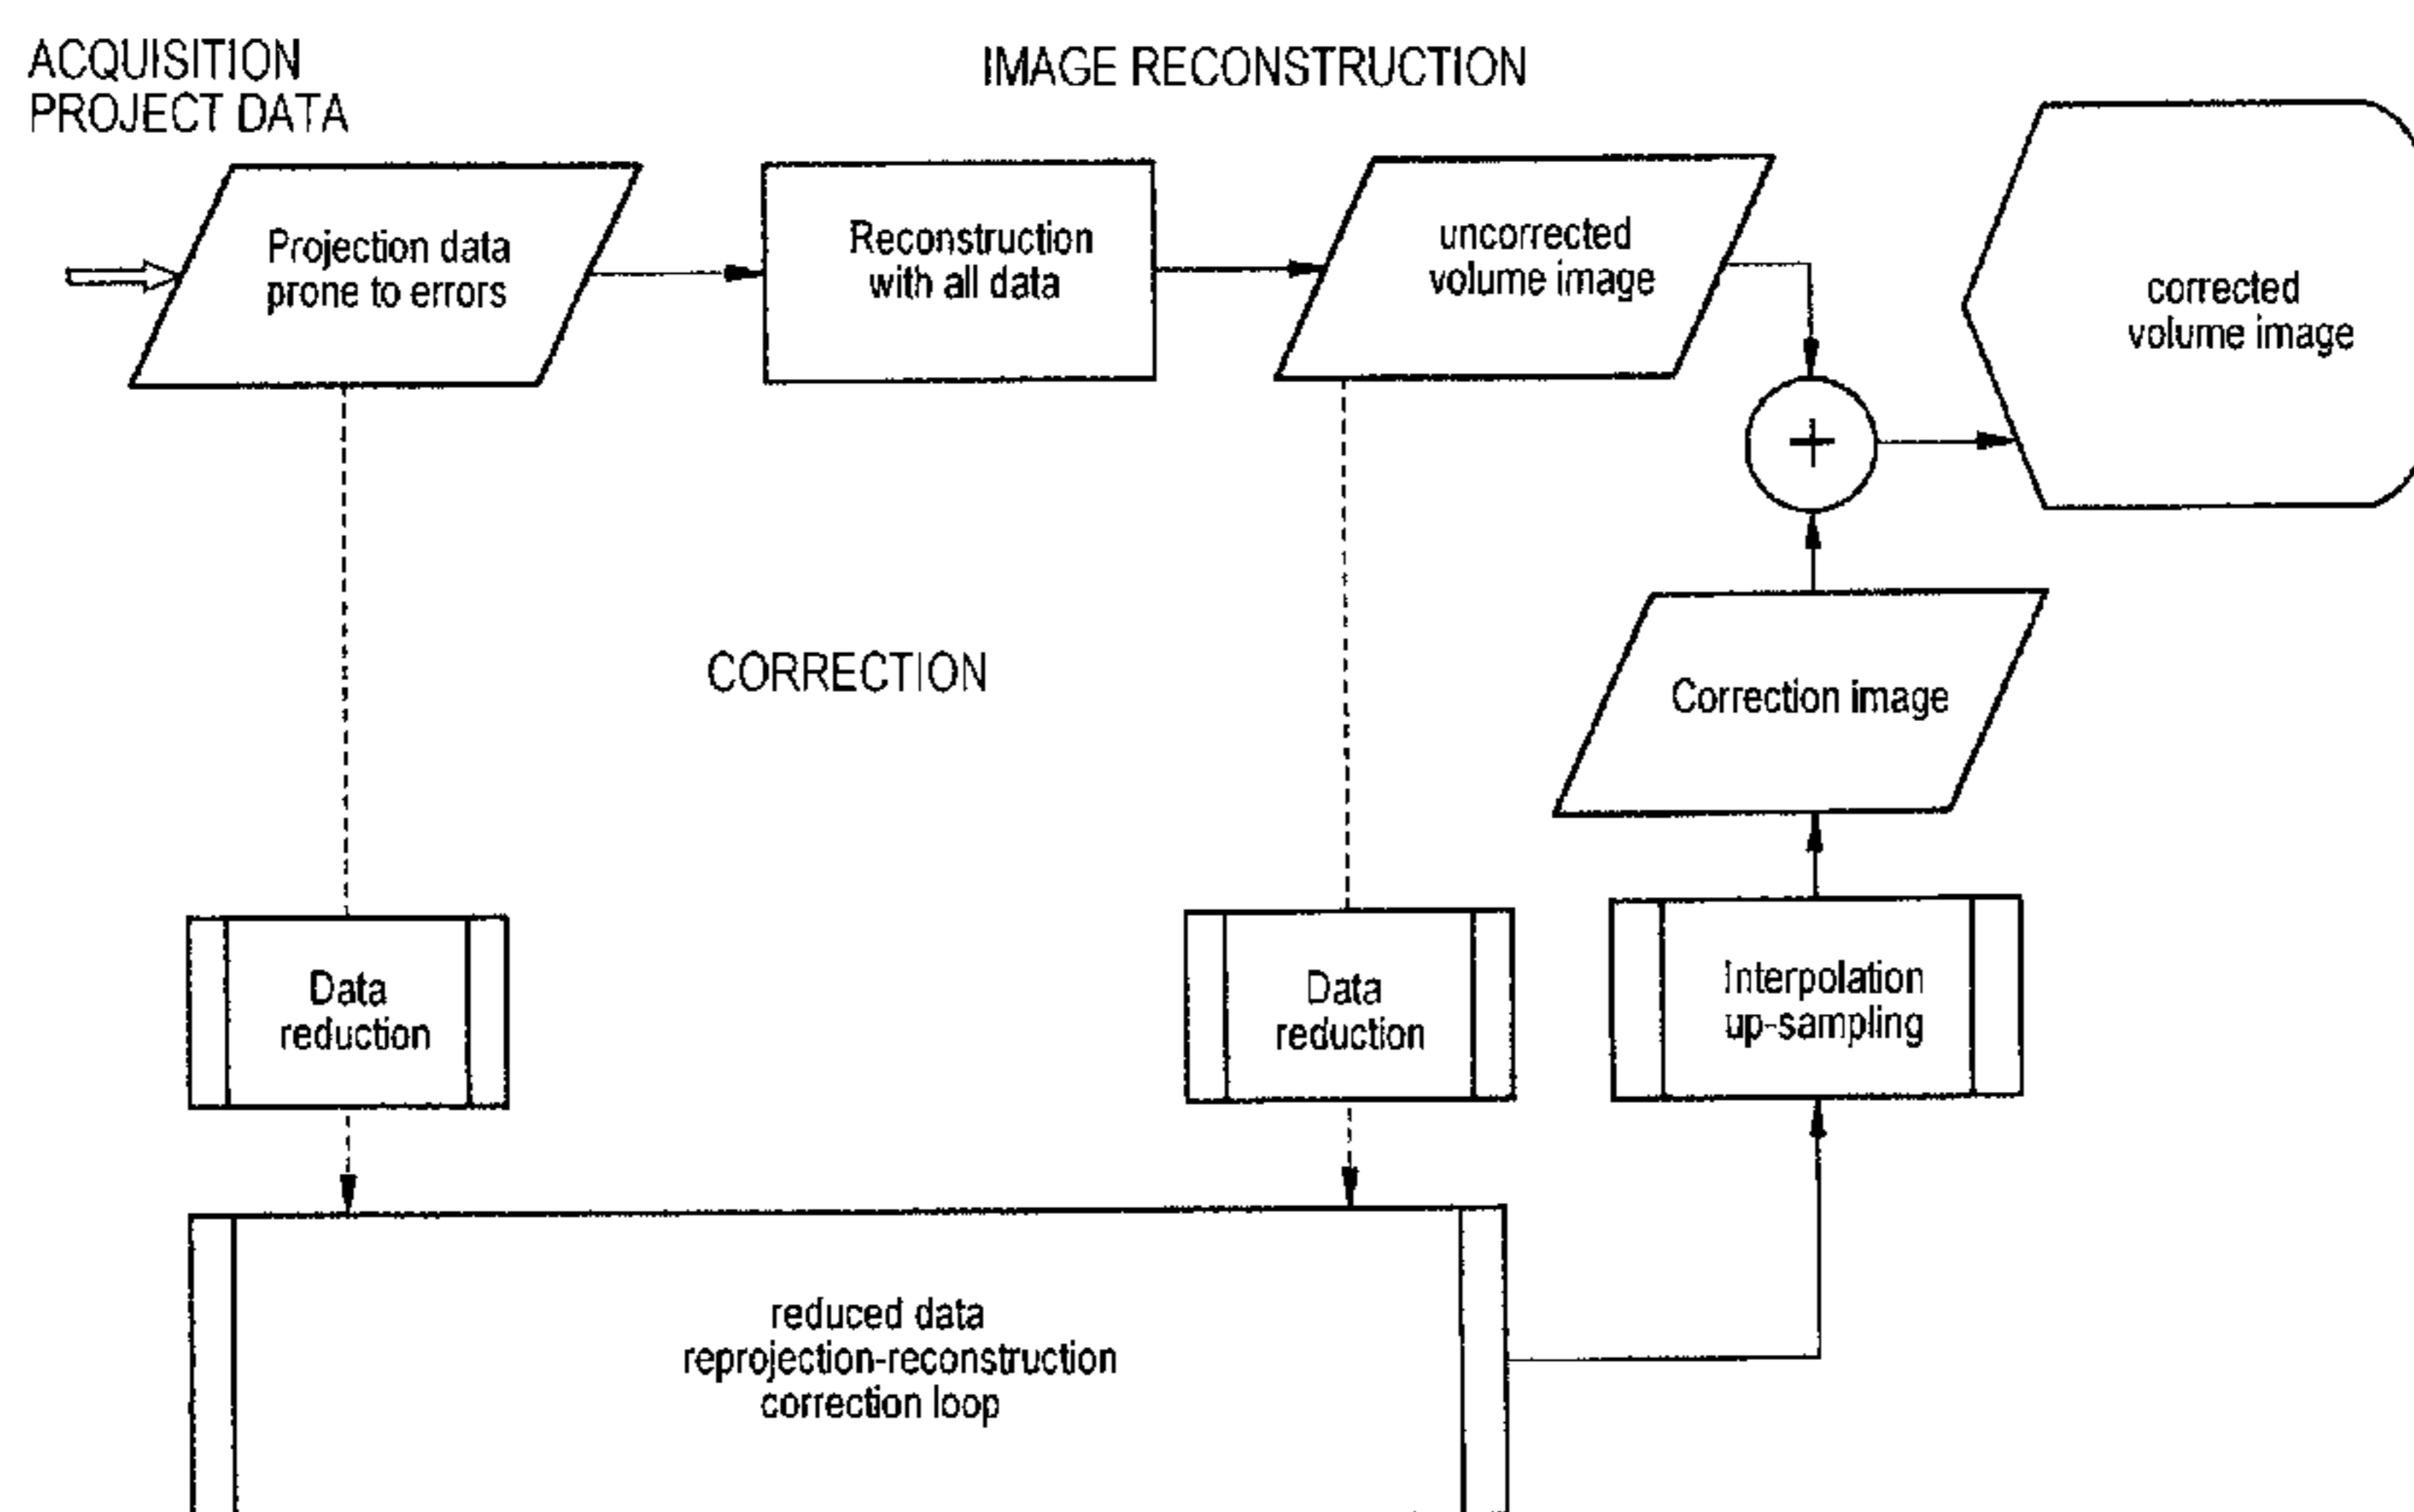 ACQUISITION
PROJECT DATA
IMAGE RECONSTRUCTION
Projection data
prone to errors
Reconstruction
with all data
uncorrected
volume image
corrected
volume image
+
CORRECTION
Correction image
Data
reduction
Data
reduction
Interpolation
up-sampling
reduced data
reprojection-reconstruction
correction loop